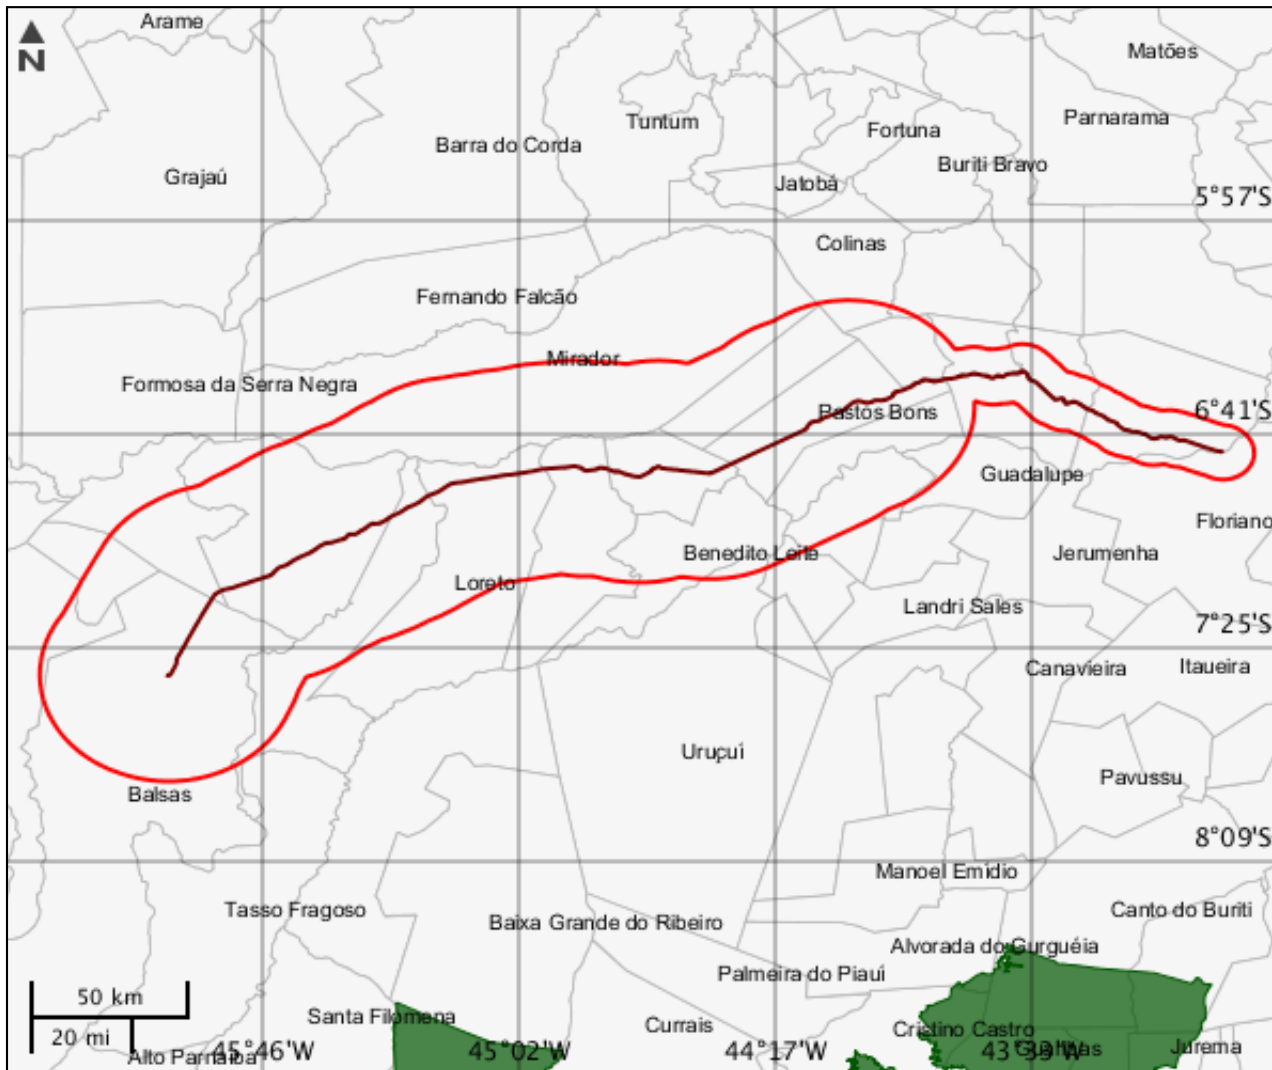 Arame
N
Matões
Tuntum
Parnarama
Fortuna
Barra do Corda
Buriti Bravo
Grajaú
Jatobá
5°57'S
Colinas
Fernando Falcão
Mirador
Formosa da Serra Negra
Pastos Bons
6°41'S
Guadalupe
Floriano
Benedito Leite
Jerumenha
Loreto
Landri Sales
7°25'S
Canavieira
Itaueira
Uruçuí
Pavussu
Balsas
8°09'S
Manoel Emídio
Tasso Fragoso
Canto do Buriti
Baixa Grande do Ribeiro
Alvorada do Gurguéia
Palmeira do Piauí
50 km
Santa Filomena
Currais
Cristino Castro
20 mi
Alto Parnaíba
45°46'W
45°02'W
44°17'W
43°33'W
Jurema